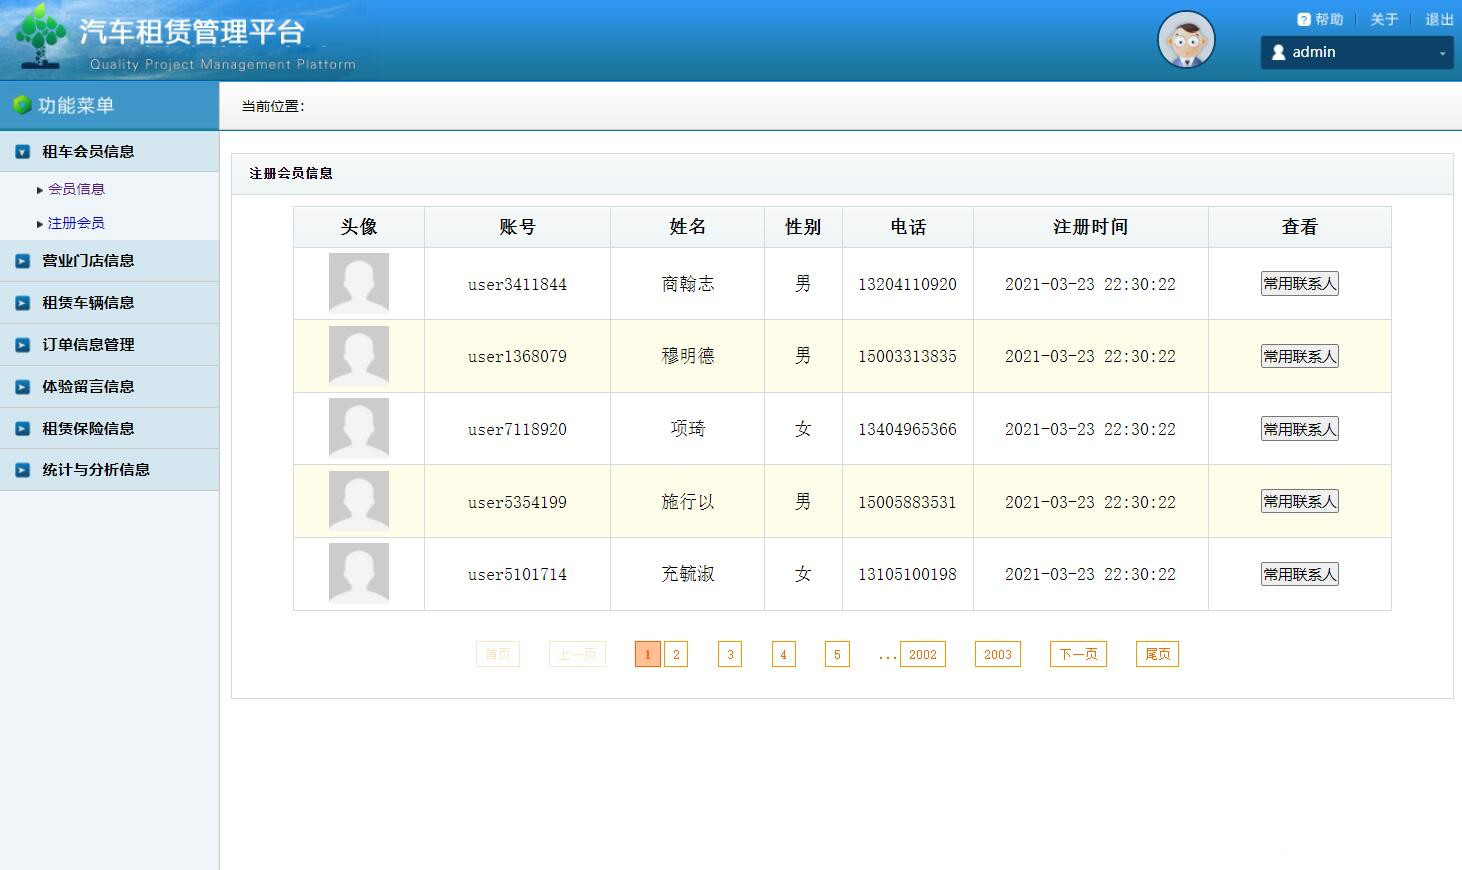 汽车租赁管理平台
Quality Project Management Plattorm
帮助 关于 退出
admin
功能菜单
当前位置：
租车会员信息
会员信息
注册会员
营业门店信息
租赁车辆信息
订单信息管理
体验留言信息
租赁保险信息
统计与分析信息
注册会员信息
头像 账号 姓名 性别 电话 注册时间 查看
user3411844 商翰志 男 13204110920 2021-03-23 22:30:22 常用联系人
user1368079 穆明德 男 15003313835 2021-03-23 22:30:22 常用联系人
user7118920 项琦 女 13404965366 2021-03-23 22:30:22 常用联系人
user5354199 施行以 男 15005883531 2021-03-23 22:30:22 常用联系人
user5101714 充毓淑 女 13105100198 2021-03-23 22:30:22 常用联系人
首页 上一页 1 2 3 4 5 ... 2002 2003 下一页 尾页